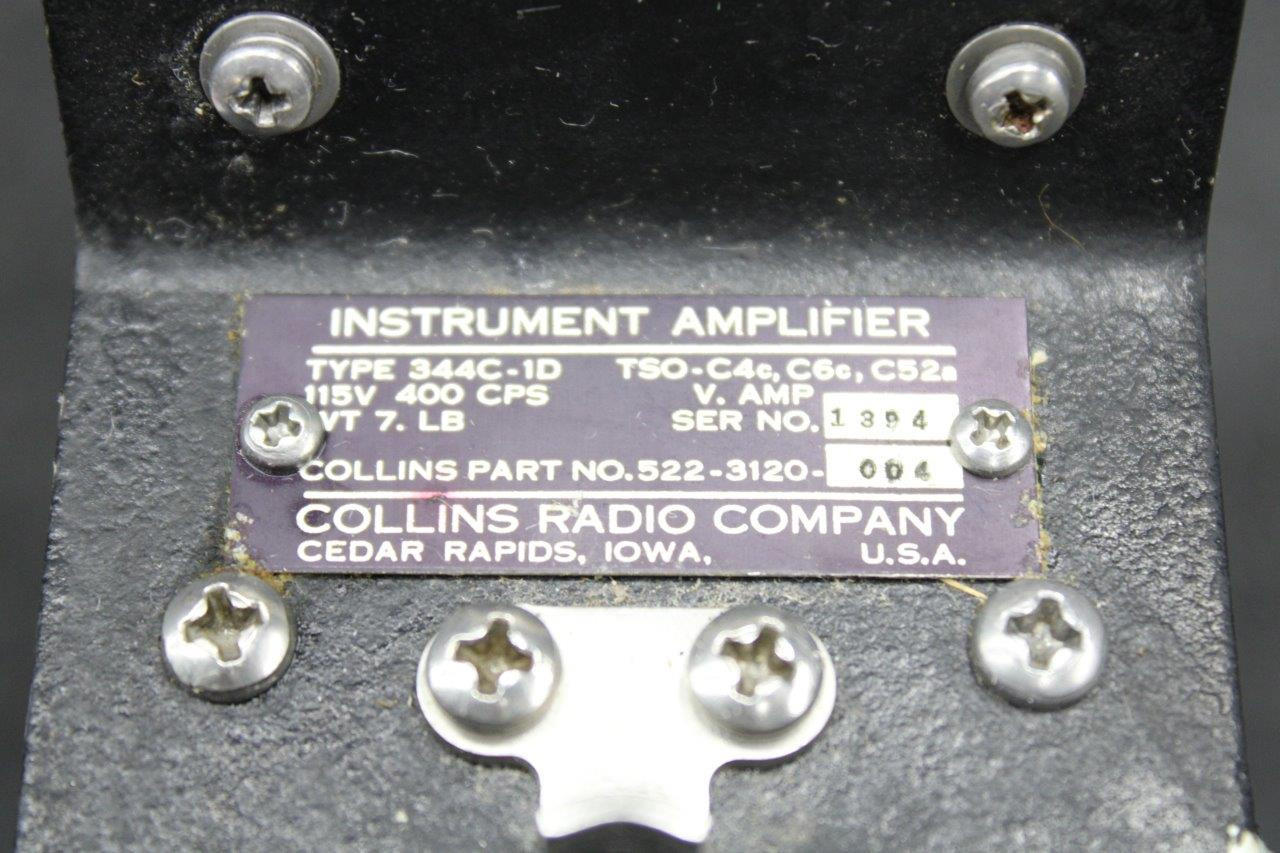 INSTRUMENT AMPLIFIER
TYPE 344C-1D TSO-C4c, C6c, C52a
115V 400 CPS V. AMP
WT 7. LB SER NO. 1394
COLLINS PART NO. 522-3120- 004
COLLINS RADIO COMPANY
CEDAR RAPIDS, IOWA, U.S.A.